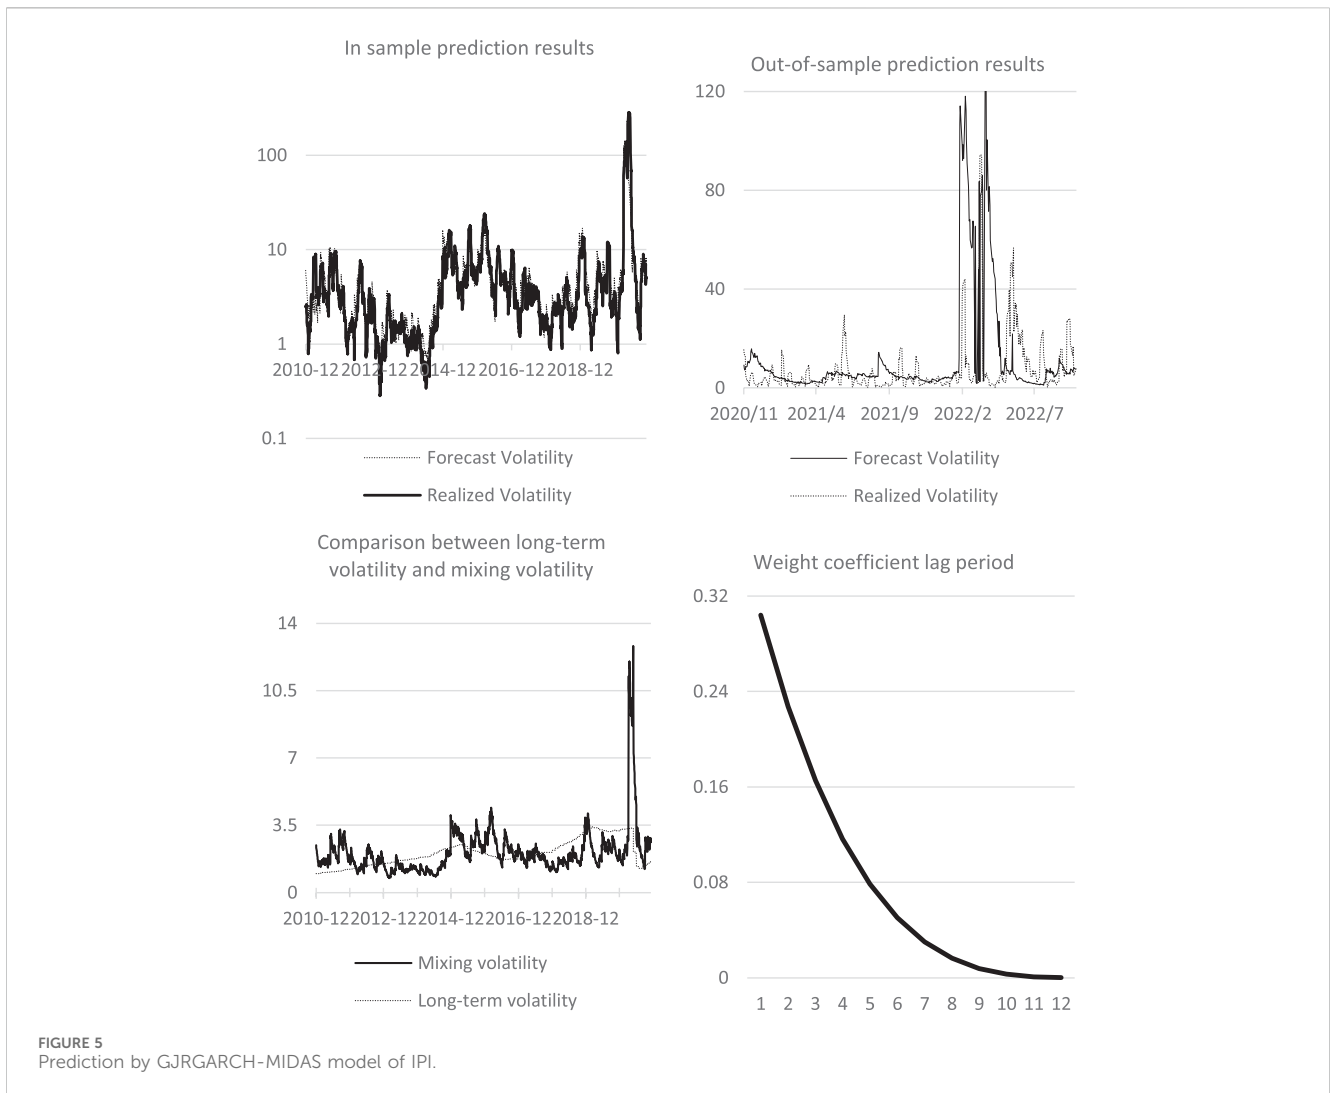 In sample prediction results
100
10
1
2010-12 2012-12 2014-12 2016-12 2018-12
0.1
Forecast Volatility
Realized Volatility
Out-of-sample prediction results
120
80
40
0
2020/11 2021/4 2021/9 2022/2 2022/7
Forecast Volatility
Realized Volatility
Comparison between long-term
volatility and mixing volatility
14
10.5
7
3.5
0
2010-12 2012-12 2014-12 2016-12 2018-12
Mixing volatility
Long-term volatility
Weight coefficient lag period
0.32
0.24
0.16
0.08
0
1 2 3 4 5 6 7 8 9 10 11 12
FIGURE 5
Prediction by GJRGARCH-MIDAS model of IPI.